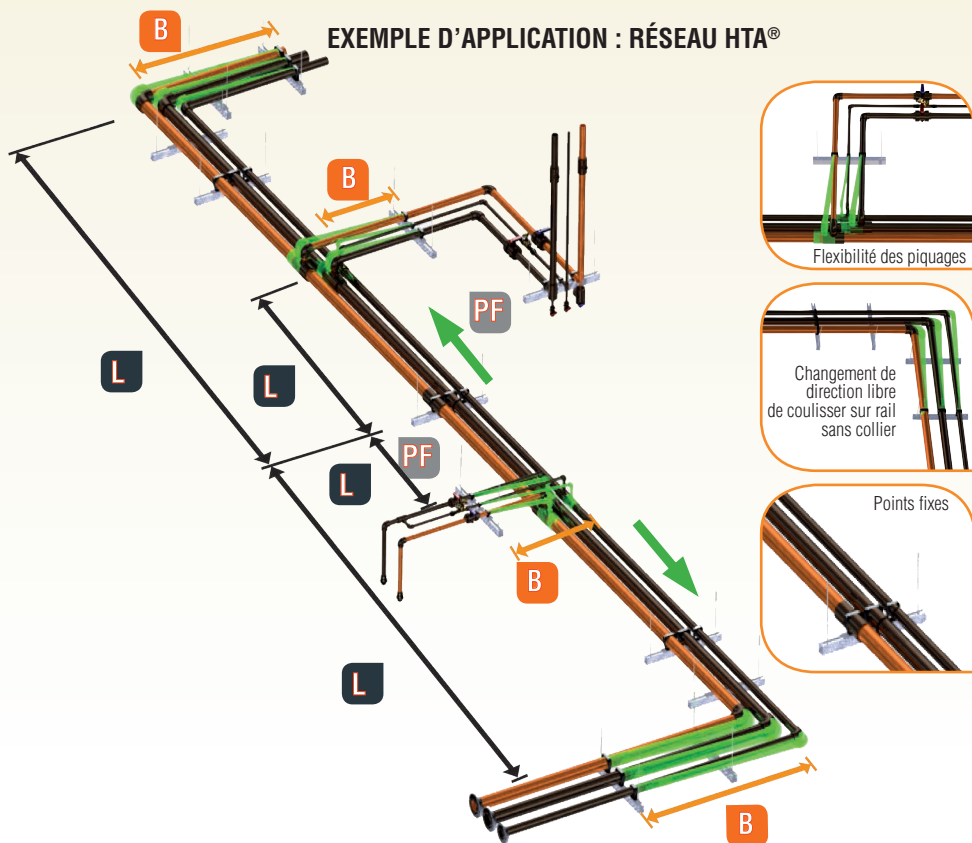 EXEMPLE D'APPLICATION : RÉSEAU HTA®
B
B
PF
L
L
L
PF
B
L
B
Flexibilité des piquages
Changement de
direction libre
de coulisser sur rail
sans collier
Points fixes